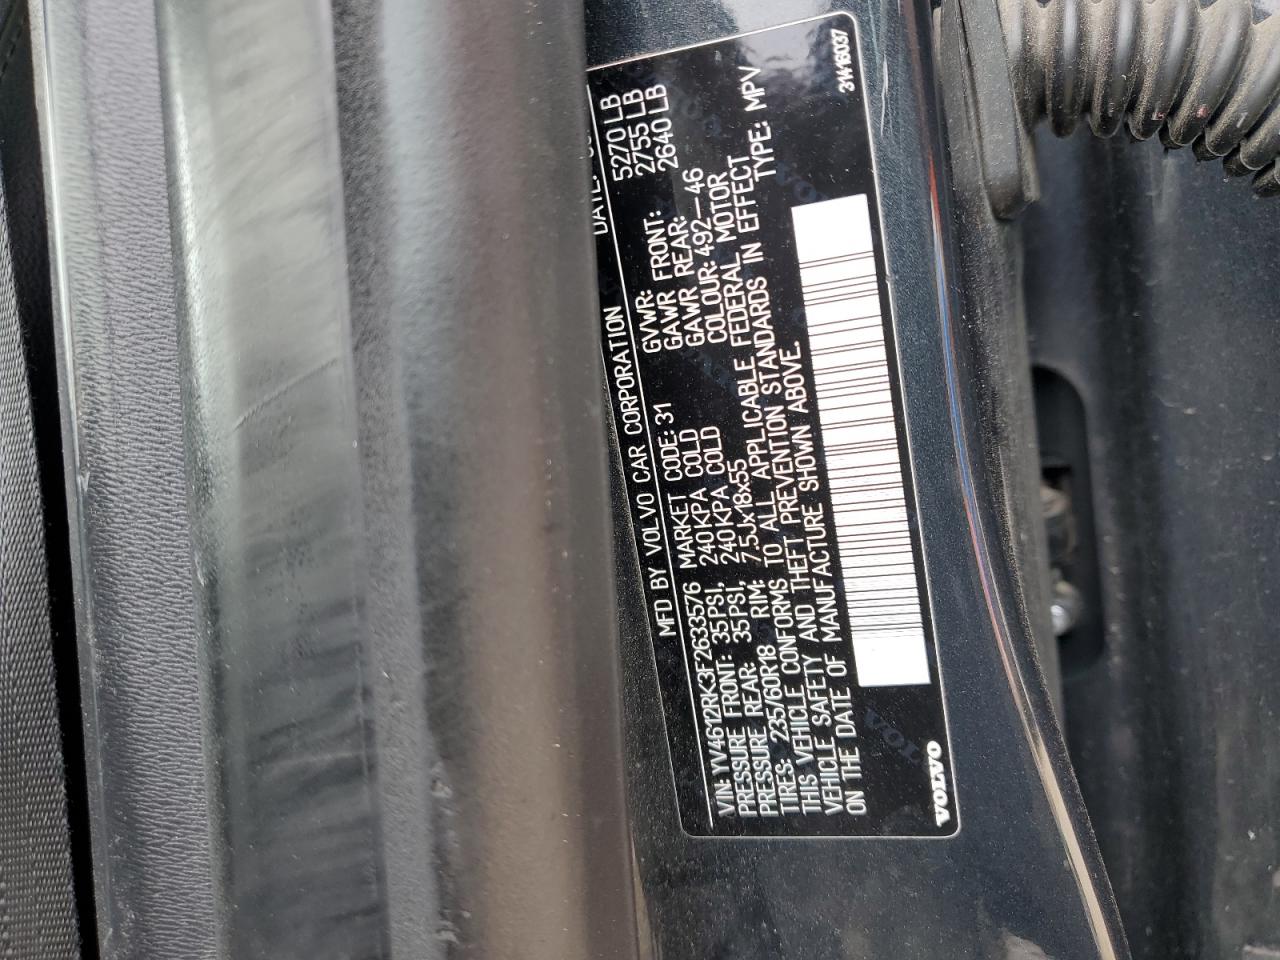 MFD BY VOLVO CAR CORPORATION DATE:
VIN: YV4612RK3F2633576 MARKET CODE: 31 GVWR: 5270 LB
PRESSURE FRONT: 35PSI, 240KPA COLD GAWR FRONT: 2755 LB
PRESSURE REAR: 35PSI, 240KPA COLD GAWR REAR: 2640 LB
TIRES: 235/60R18 RIM: 7.5Jx18x55 COLOUR: 492-46
THIS VEHICLE CONFORMS TO ALL APPLICABLE FEDERAL MOTOR
VEHICLE SAFETY AND THEFT PREVENTION STANDARDS IN EFFECT
ON THE DATE OF MANUFACTURE SHOWN ABOVE. TYPE: MPV
VOLVO 31416037